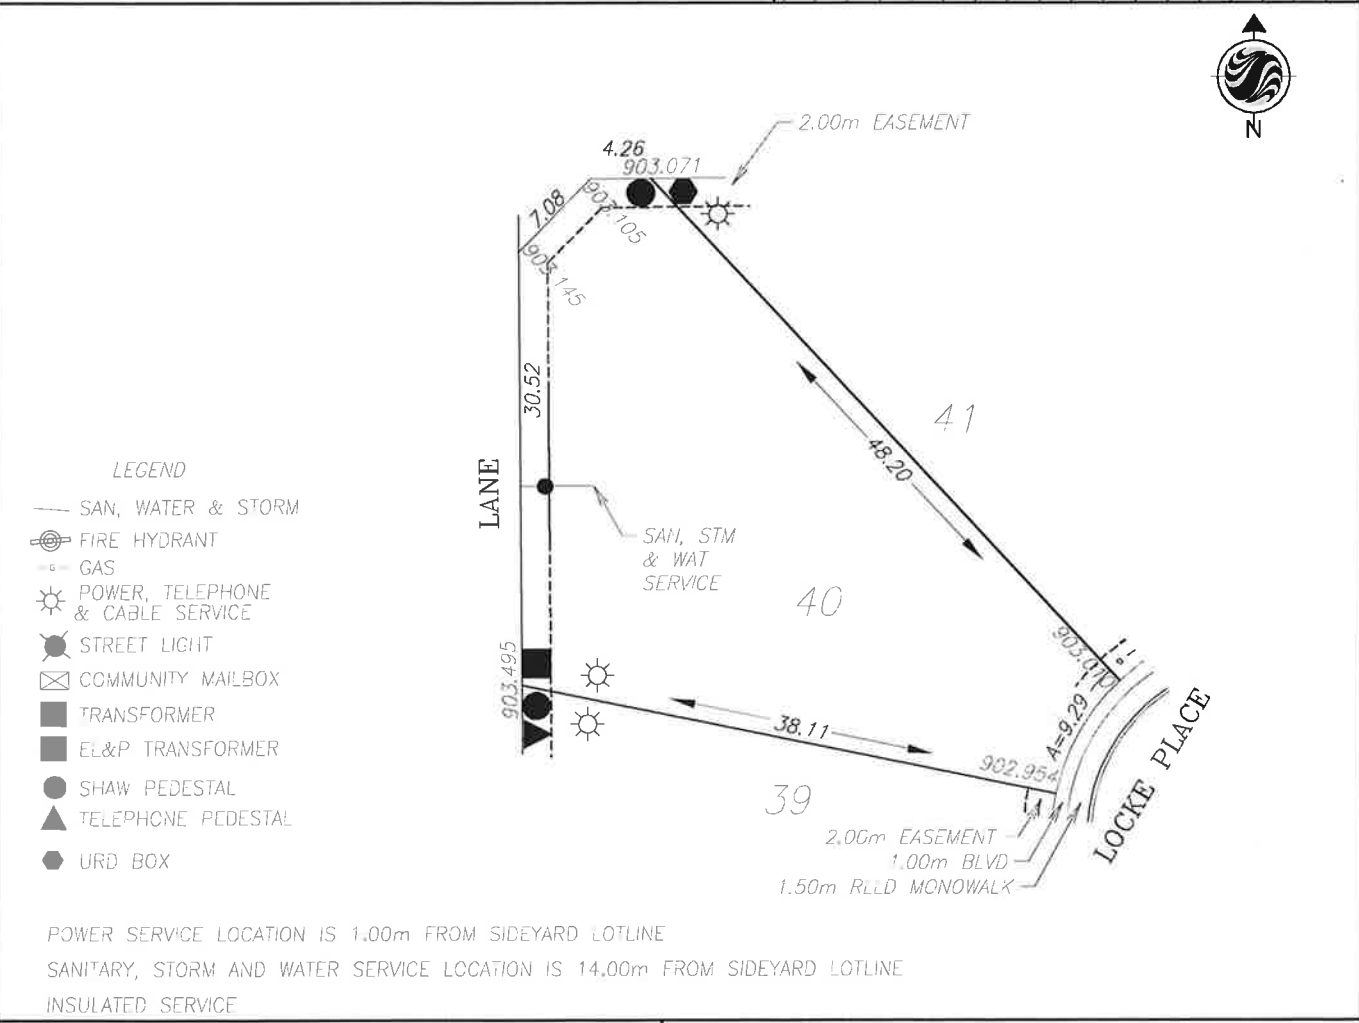 N
2.00m EASEMENT
4.26
903.071
7.08
903.105
903.145
30.52
41
48.20
LANE
LEGEND
SAN, WATER & STORM
FIRE HYDRANT
G GAS
POWER, TELEPHONE
& CABLE SERVICE
STREET LIGHT
COMMUNITY MAILBOX
TRANSFORMER
EL&P TRANSFORMER
SHAW PEDESTAL
TELEPHONE PEDESTAL
URD BOX
SAN, STM
& WAT
SERVICE
40
903.495
903.010
A=9.29
38.11
902.954
LOCKE PLACE
39
2.00m EASEMENT
1.00m BLVD
1.50m MONOWALK
POWER SERVICE LOCATION IS 1.00m FROM SIDEYARD LOTLINE
SANITARY, STORM AND WATER SERVICE LOCATION IS 14.00m FROM SIDEYARD LOTLINE
INSULATED SERVICE